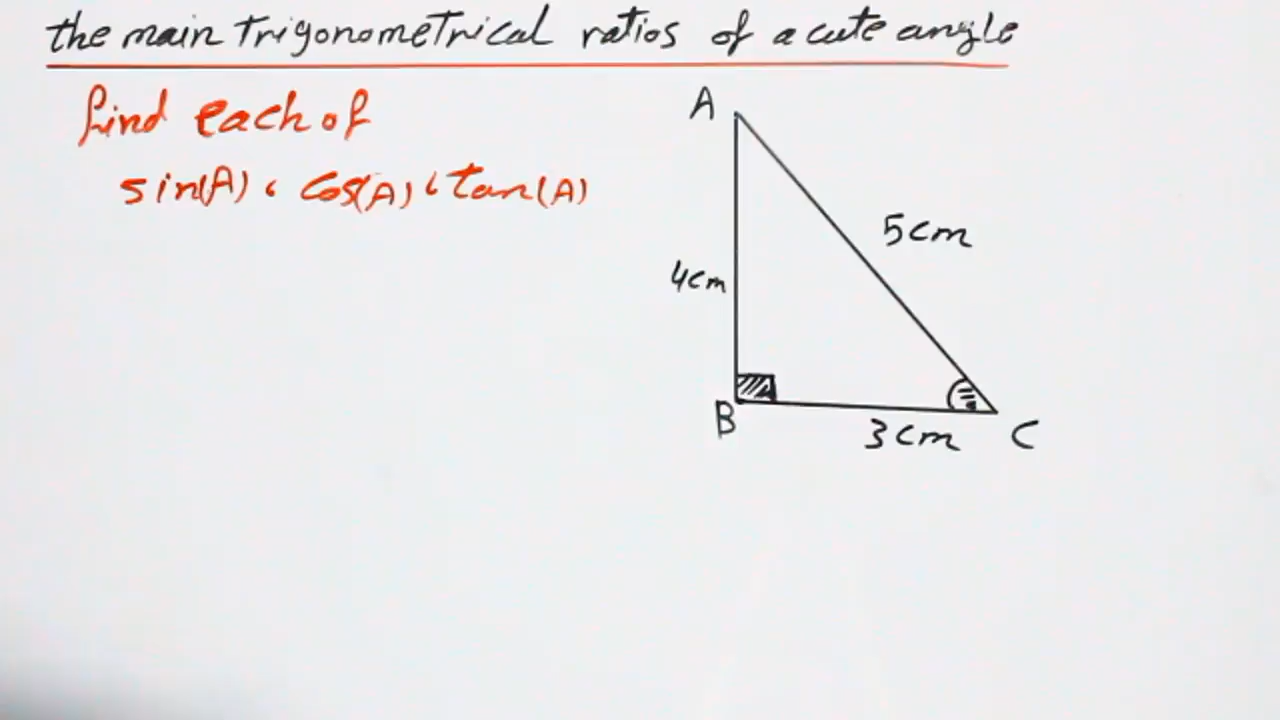 the main trigonometrical ratios of acute angle
find each of
sin(A) ، cos(A) ، tan(A)
A
5cm
4cm
B
3cm
C